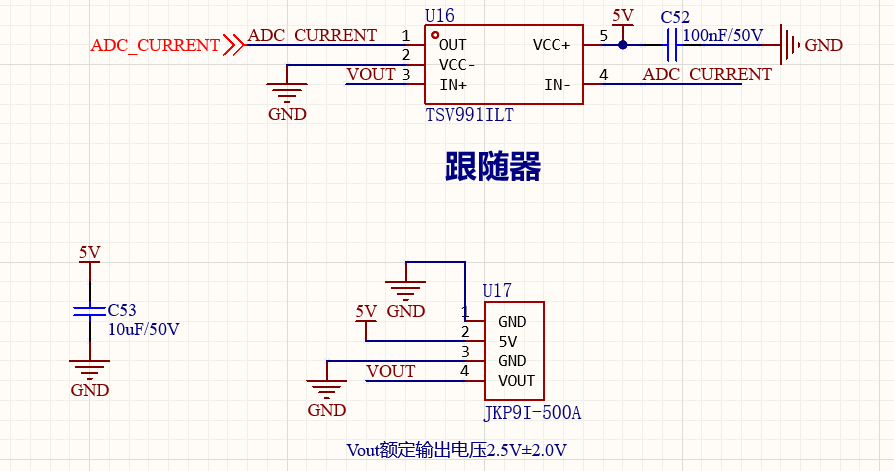 U16
5V
C52
ADC_CURRENT
ADC CURRENT
1
OUT
VCC+
5
100nF/50V
GND
2
VCC-
VOUT
3
IN+
IN-
4
ADC CURRENT
GND
TSV991ILT
跟随器
5V
C53
10uF/50V
GND
U17
GND
5V
1
GND
2
5V
3
GND
VOUT
4
VOUT
GND
JKP9I-500A
Vout额定输出电压2.5V±2.0V